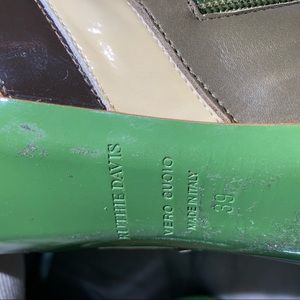 RUTHIE DAVIS
VERO CUOIO
MADE IN ITALY
39